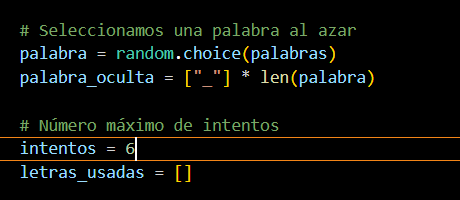 # Seleccionamos una palabra al azar
palabra = random.choice(palabras)
palabra_oculta = ["_"] * len(palabra)
# Número máximo de intentos
intentos = 6
letras_usadas = []